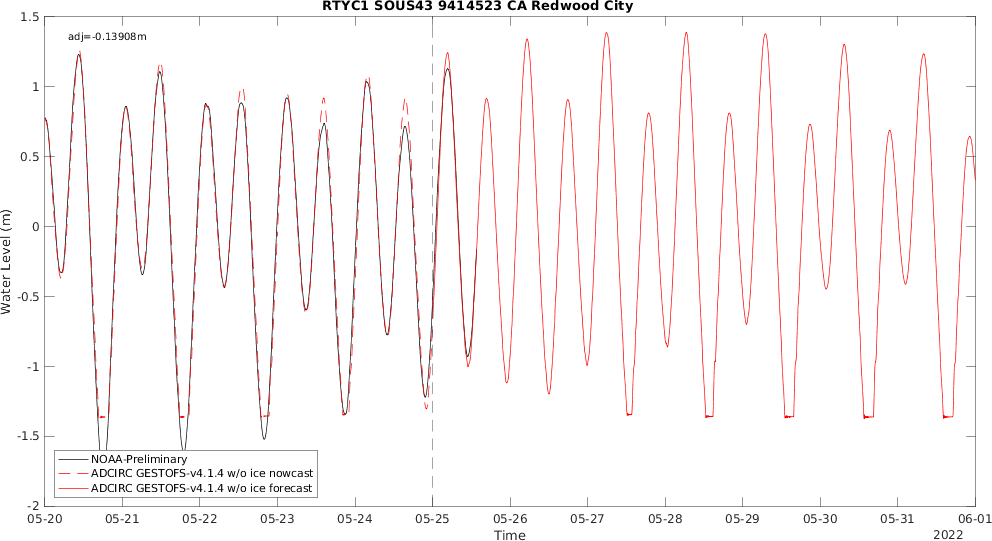 RTYC1 SOUS43 9414523 CA Redwood City
adj=-0.13908m
1.5
1
0.5
0
-0.5
-1
-1.5
-2
Water Level (m)
NOAA-Preliminary
ADCIRC GESTOFS-v4.1.4 w/o ice nowcast
ADCIRC GESTOFS-v4.1.4 w/o ice forecast
05-20 05-21 05-22 05-23 05-24 05-25 05-26 05-27 05-28 05-29 05-30 05-31 06-01
Time
2022